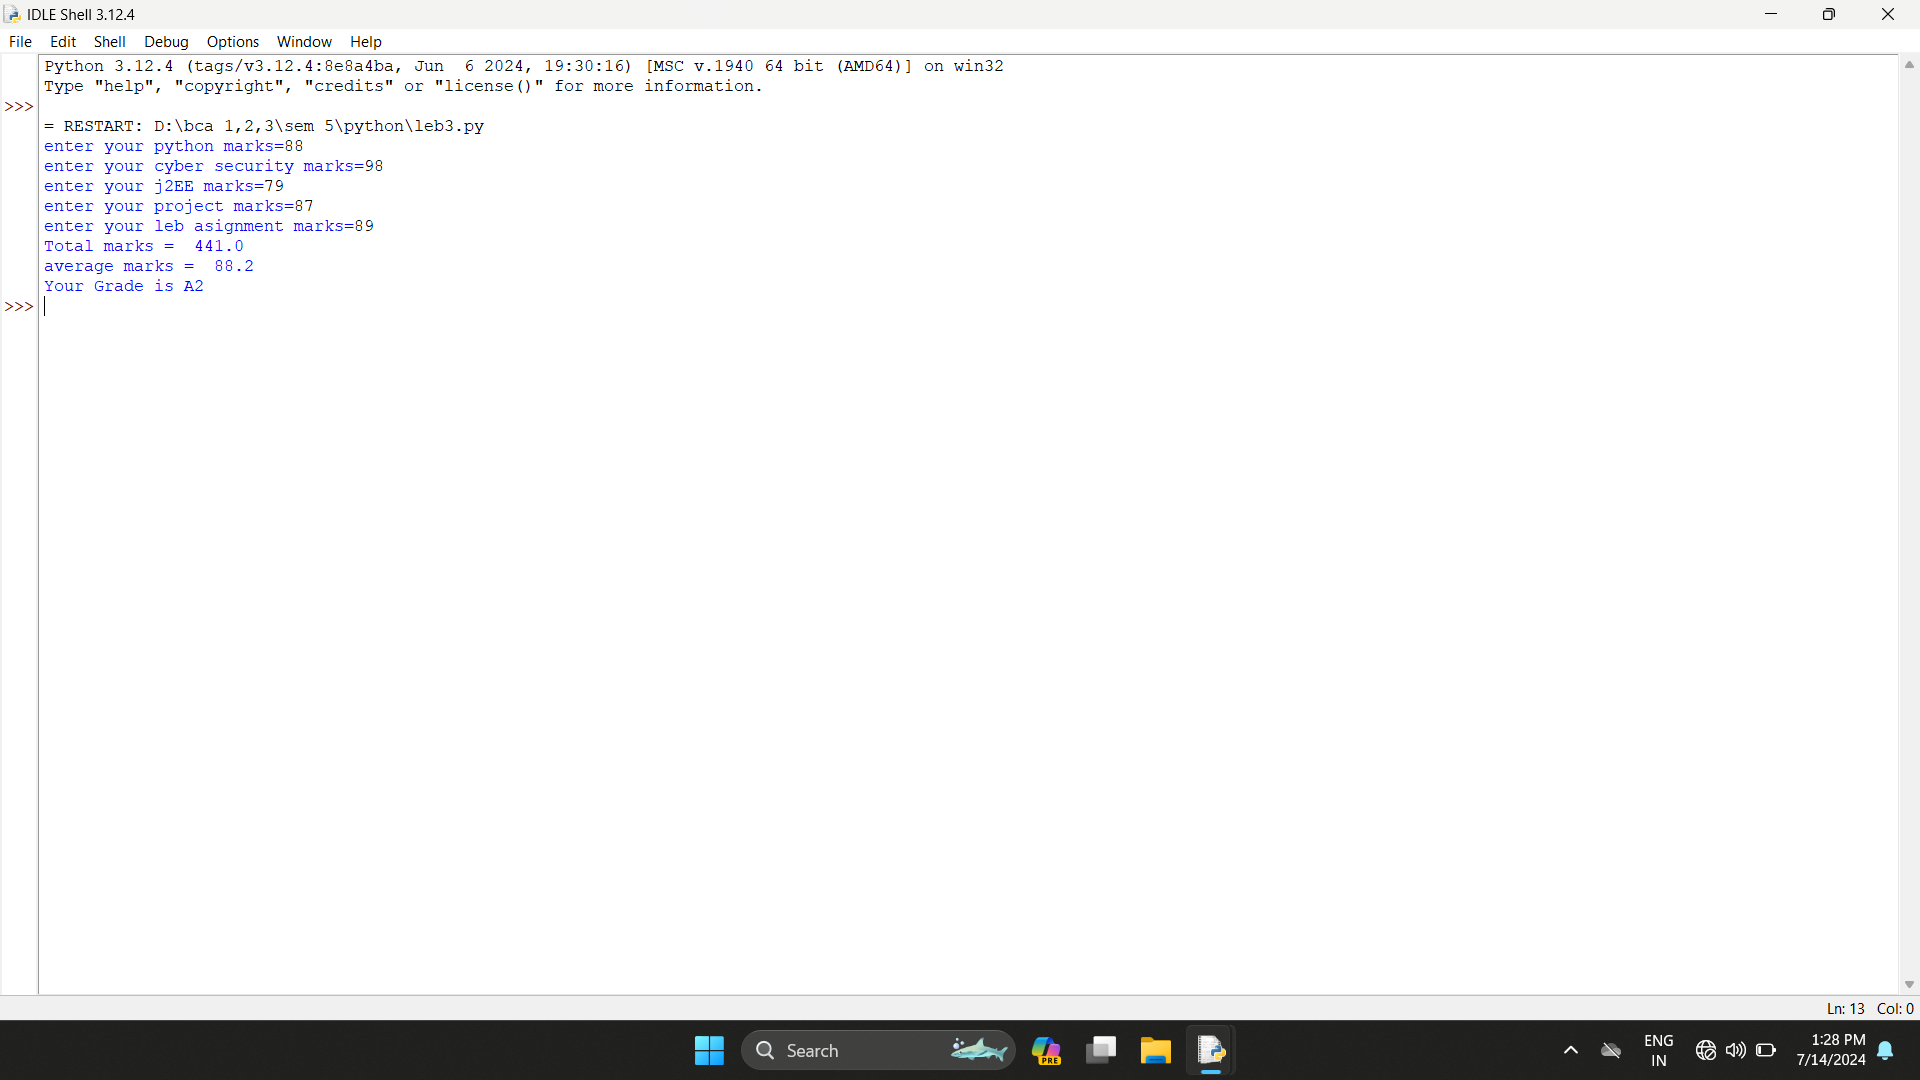 IDLE Shell 3.12.4
File Edit Shell Debug Options Window Help
Python 3.12.4 (tags/v3.12.4:8e8a4ba, Jun  6 2024, 19:30:16) [MSC v.1940 64 bit (AMD64)] on win32
Type "help", "copyright", "credits" or "license()" for more information.
>>>
= RESTART: D:\bca 1,2,3\sem 5\python\leb3.py
enter your python marks=88
enter your cyber security marks=98
enter your j2EE marks=79
enter your project marks=87
enter your leb asignment marks=89
Total marks =  441.0
average marks =  88.2
Your Grade is A2
>>>
Ln: 13 Col: 0
Search
PRE
ENG
IN
1:28 PM
7/14/2024